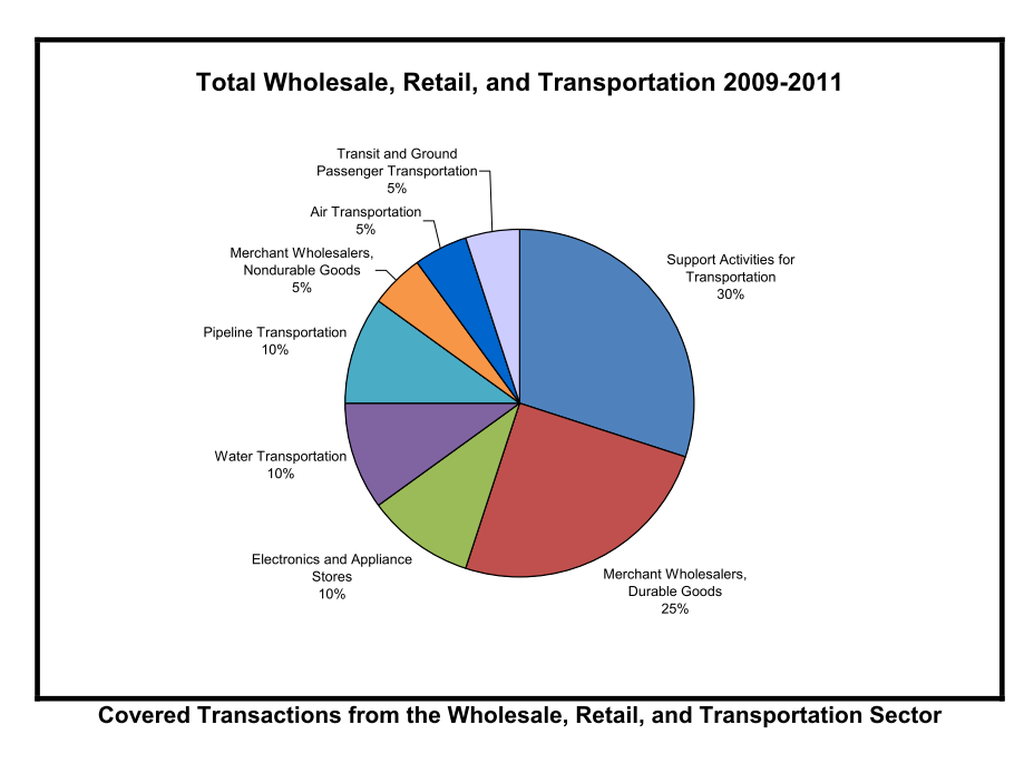 Total Wholesale, Retail, and Transportation 2009-2011
Transit and Ground
Passenger Transportation
5%
Air Transportation
5%
Merchant Wholesalers,
Nondurable Goods
5%
Support Activities for
Transportation
30%
Pipeline Transportation
10%
Water Transportation
10%
Electronics and Appliance
Stores
10%
Merchant Wholesalers,
Durable Goods
25%
Covered Transactions from the Wholesale, Retail, and Transportation Sector